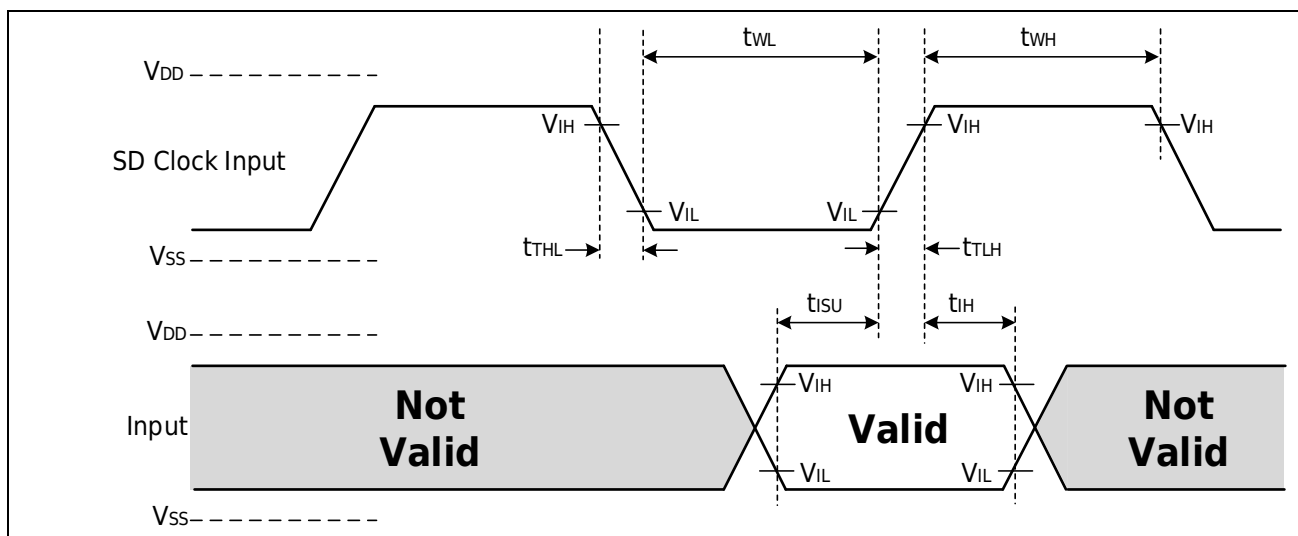 tWL
tWH
VDD
VIH
VIH
VIH
SD Clock Input
VIL
VIL
VSS
tTHL
tTLH
tISU
tIH
VDD
VIH
VIH
Not
Valid
Input
Valid
Not
Valid
VIL
VIL
VSS